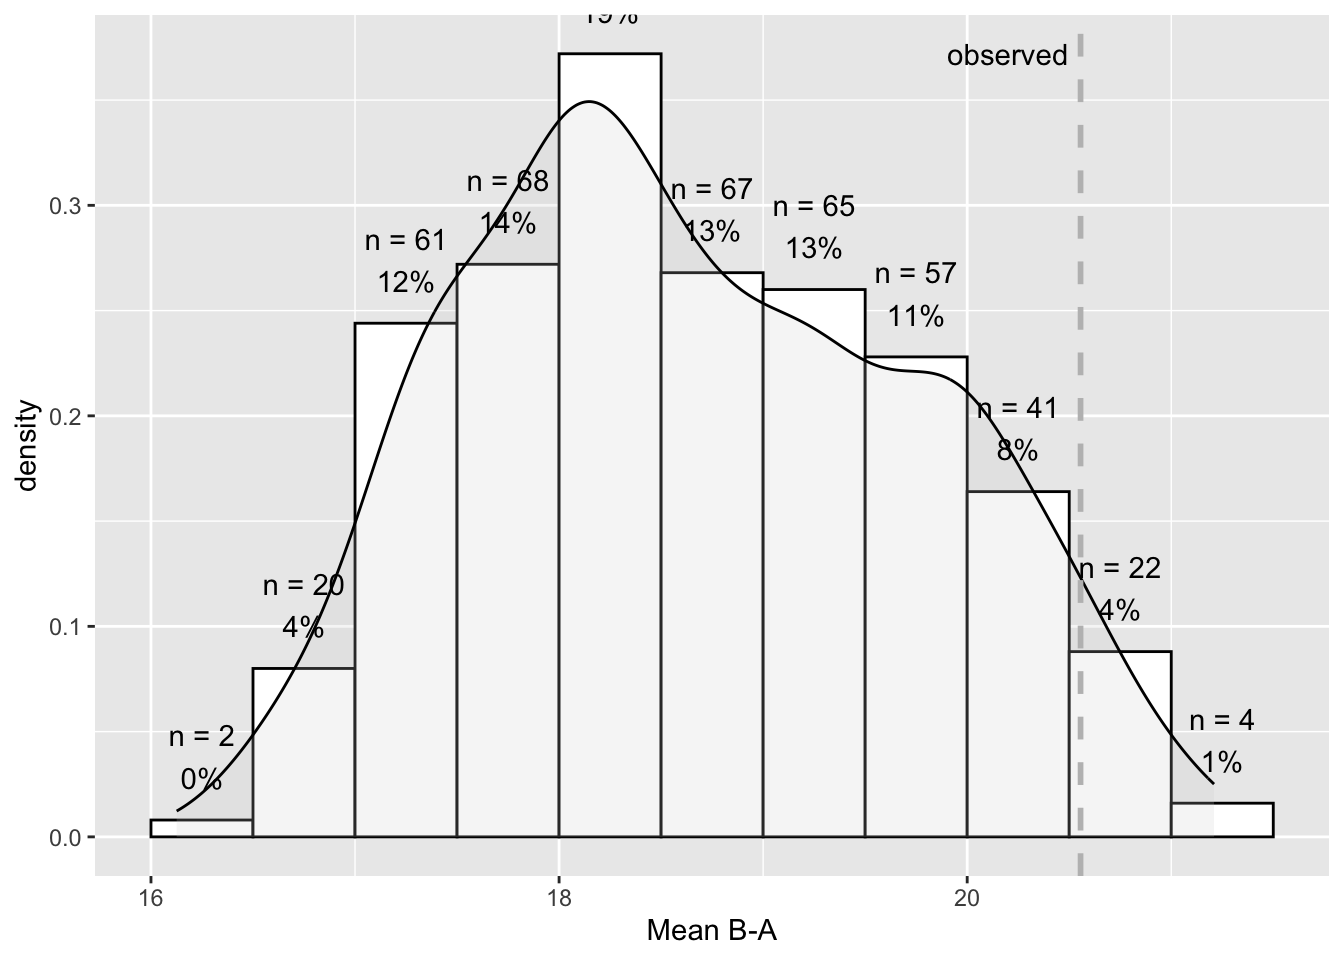 19%
observed
n = 68
14%
n = 67
13%
n = 65
13%
n = 61
12%
n = 57
11%
n = 41
8%
n = 20
4%
n = 22
4%
n = 2
0%
n = 4
1%
0.3
0.2
0.1
0.0
density
16
18
20
Mean B-A